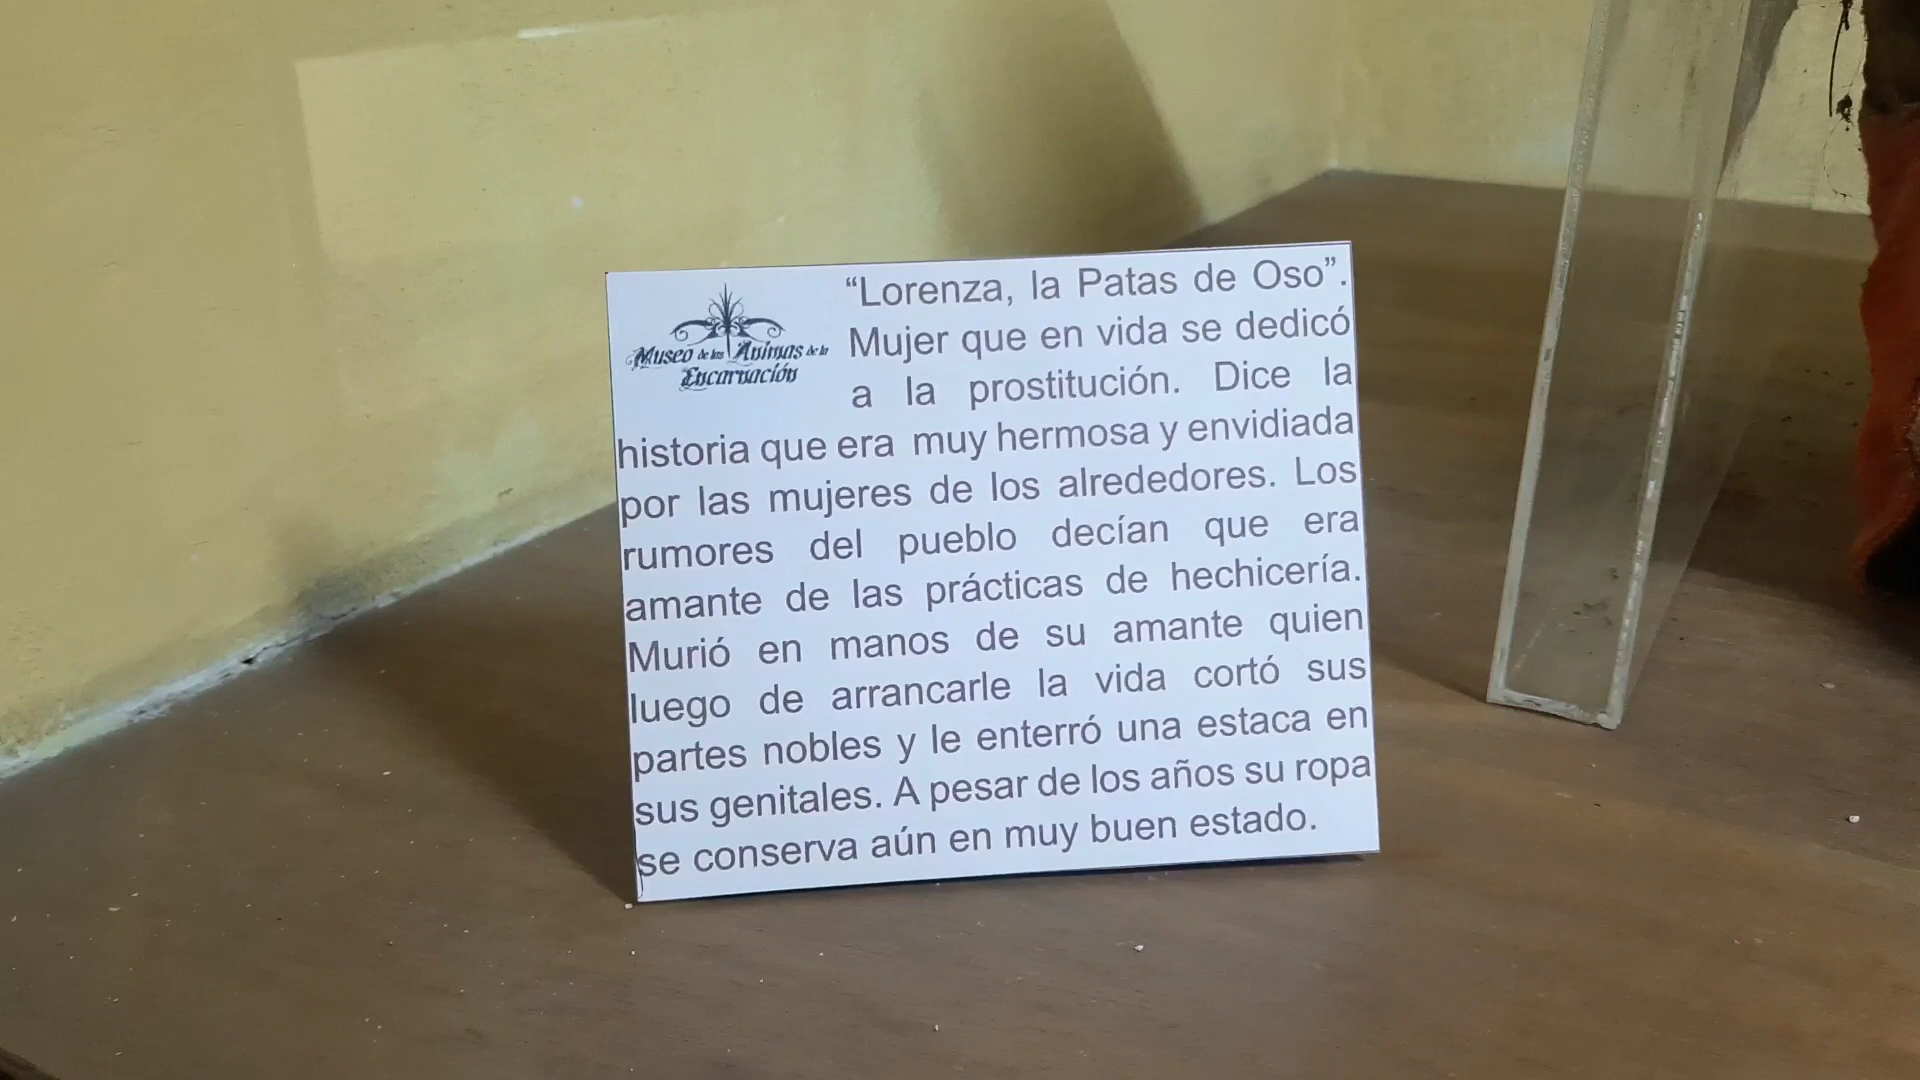 Museo de las Ánimas de la
Encarnación
“Lorenza, la Patas de Oso”.
Mujer que en vida se dedicó
a la prostitución. Dice la
historia que era muy hermosa y envidiada
por las mujeres de los alrededores. Los
rumores del pueblo decían que era
amante de las prácticas de hechicería.
Murió en manos de su amante quien
luego de arrancarle la vida cortó sus
partes nobles y le enterró una estaca en
sus genitales. A pesar de los años su ropa
se conserva aún en muy buen estado.